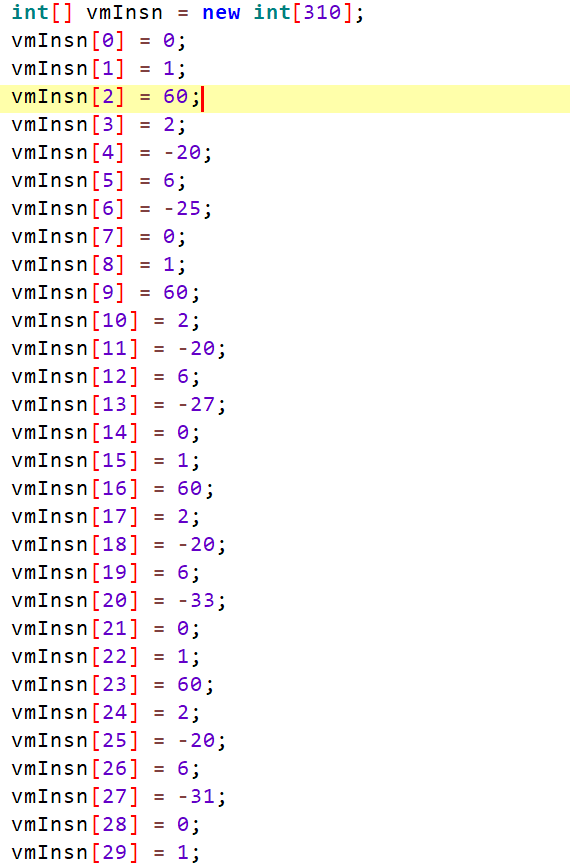 int[] vmInsn = new int[310];
vmInsn[0] = 0;
vmInsn[1] = 1;
vmInsn[2] = 60;
vmInsn[3] = 2;
vmInsn[4] = -20;
vmInsn[5] = 6;
vmInsn[6] = -25;
vmInsn[7] = 0;
vmInsn[8] = 1;
vmInsn[9] = 60;
vmInsn[10] = 2;
vmInsn[11] = -20;
vmInsn[12] = 6;
vmInsn[13] = -27;
vmInsn[14] = 0;
vmInsn[15] = 1;
vmInsn[16] = 60;
vmInsn[17] = 2;
vmInsn[18] = -20;
vmInsn[19] = 6;
vmInsn[20] = -33;
vmInsn[21] = 0;
vmInsn[22] = 1;
vmInsn[23] = 60;
vmInsn[24] = 2;
vmInsn[25] = -20;
vmInsn[26] = 6;
vmInsn[27] = -31;
vmInsn[28] = 0;
vmInsn[29] = 1;